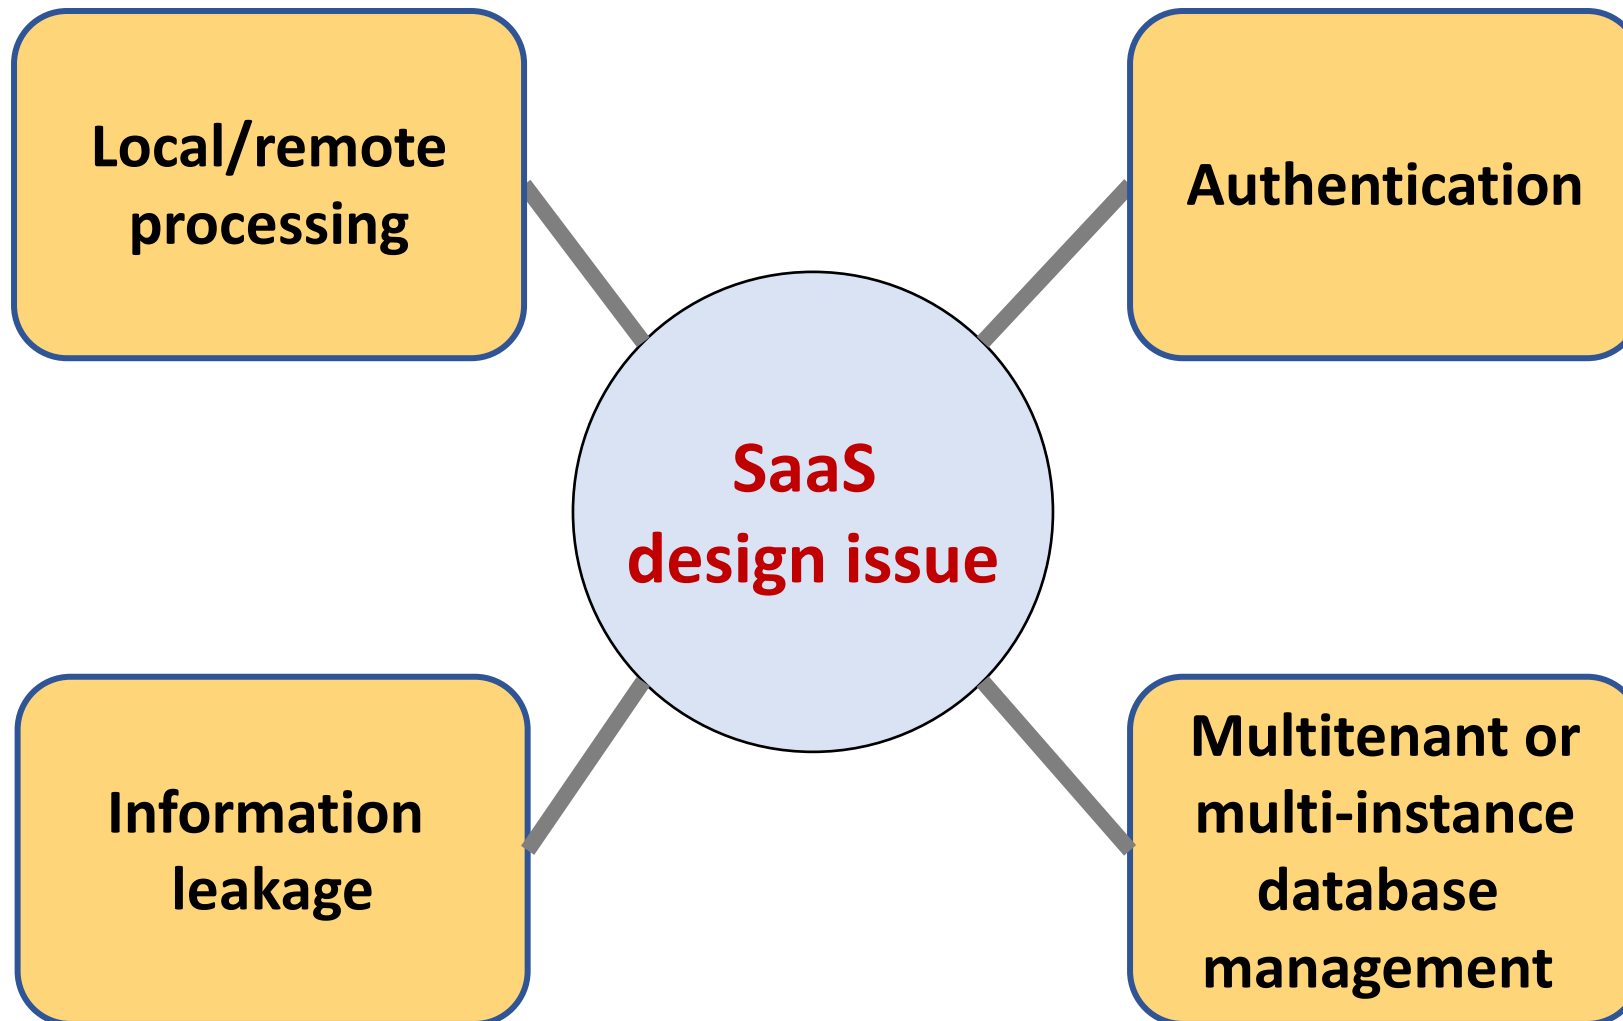 Local/remote
processing
Authentication
SaaS
design issue
Information
leakage
Multitenant or
multi-instance
database
management